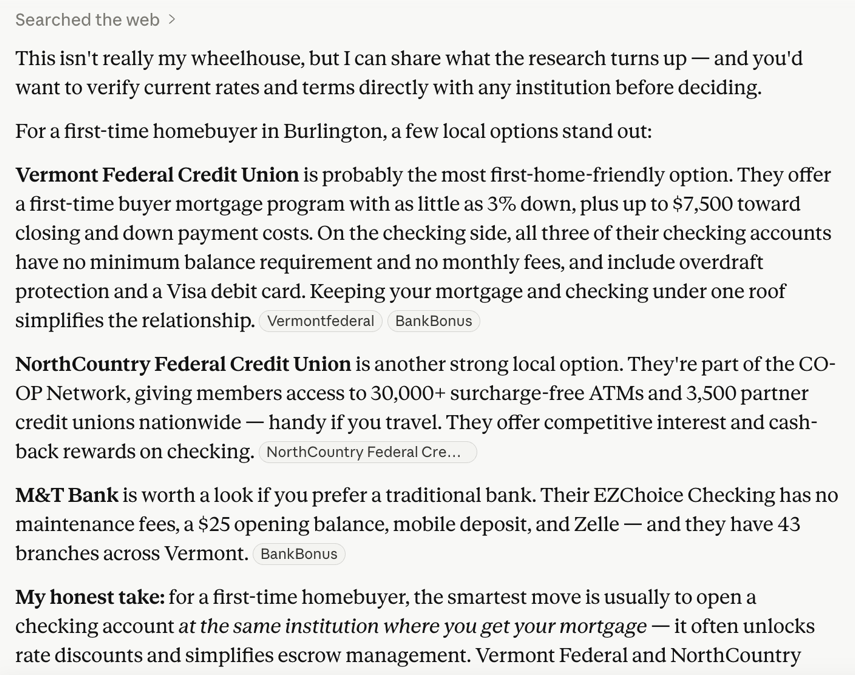 Searched the web >
This isn't really my wheelhouse, but I can share what the research turns up — and you'd
want to verify current rates and terms directly with any institution before deciding.
For a first-time homebuyer in Burlington, a few local options stand out:
Vermont Federal Credit Union is probably the most first-home-friendly option. They offer
a first-time buyer mortgage program with as little as 3% down, plus up to $7,500 toward
closing and down payment costs. On the checking side, all three of their checking accounts
have no minimum balance requirement and no monthly fees, and include overdraft
protection and a Visa debit card. Keeping your mortgage and checking under one roof
simplifies the relationship. Vermontfederal BankBonus
NorthCountry Federal Credit Union is another strong local option. They're part of the CO-
OP Network, giving members access to 30,000+ surcharge-free ATMs and 3,500 partner
credit unions nationwide — handy if you travel. They offer competitive interest and cash-
back rewards on checking. NorthCountry Federal Cre...
M&T Bank is worth a look if you prefer a traditional bank. Their EZChoice Checking has no
maintenance fees, a $25 opening balance, mobile deposit, and Zelle — and they have 43
branches across Vermont. BankBonus
My honest take: for a first-time homebuyer, the smartest move is usually to open a
checking account at the same institution where you get your mortgage — it often unlocks
rate discounts and simplifies escrow management. Vermont Federal and NorthCountry